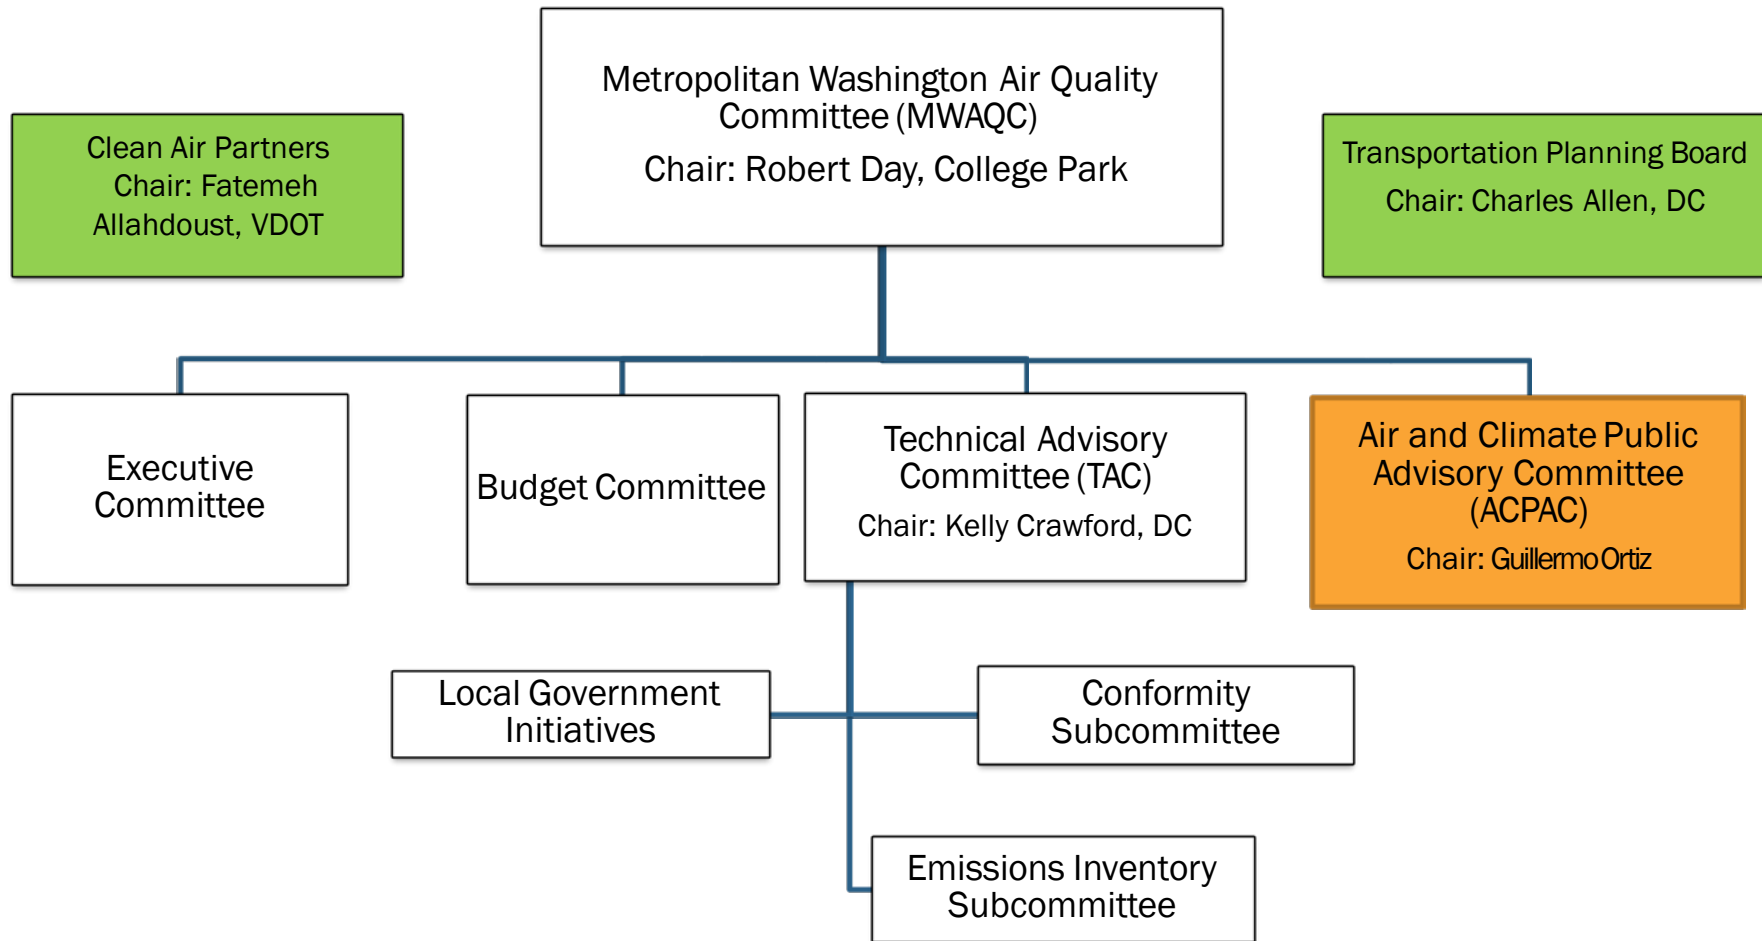 Metropolitan Washington Air Quality
Committee (MWAQC)
Chair: Robert Day, College Park
Clean Air Partners
Chair: Fatemeh
Allahdoust, VDOT
Transportation Planning Board
Chair: Charles Allen, DC
Executive
Committee
Budget Committee
Technical Advisory
Committee (TAC)
Chair: Kelly Crawford, DC
Air and Climate Public
Advisory Committee
(ACPAC)
Chair: Guillermo Ortiz
Local Government
Initiatives
Conformity
Subcommittee
Emissions Inventory
Subcommittee